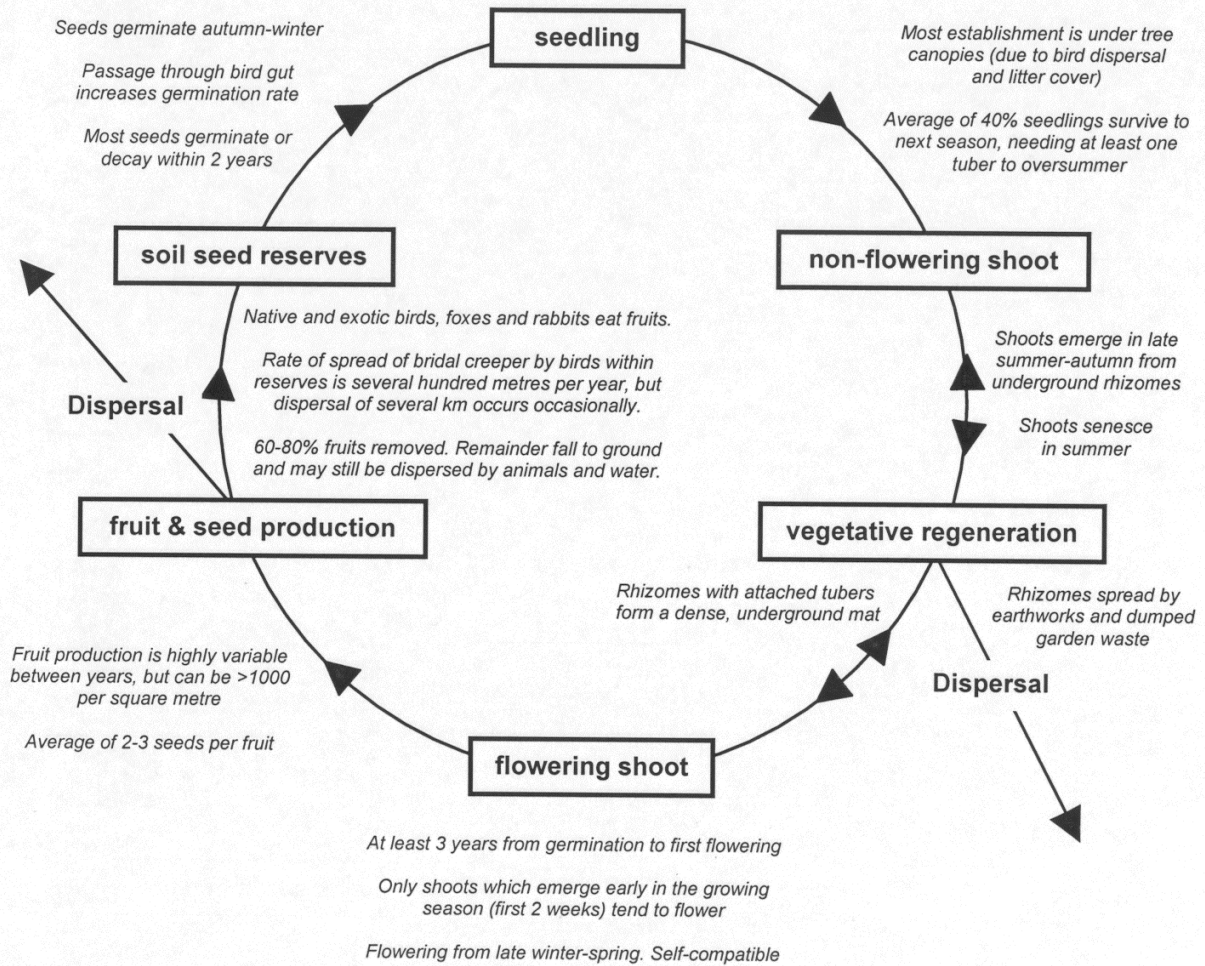 Seeds germinate autumn-winter
Passage through bird gut
increases germination rate
Most seeds germinate or
decay within 2 years
seedling
Most establishment is under tree
canopies (due to bird dispersal
and litter cover)
Average of 40% seedlings survive to
next season, needing at least one
tuber to oversummer
soil seed reserves
non-flowering shoot
Native and exotic birds, foxes and rabbits eat fruits.
Rate of spread of bridal creeper by birds within
reserves is several hundred metres per year, but
dispersal of several km occurs occasionally.
60-80% fruits removed. Remainder fall to ground
and may still be dispersed by animals and water.
Dispersal
Shoots emerge in late
summer-autumn from
underground rhizomes
Shoots senesce
in summer
fruit & seed production
vegetative regeneration
Rhizomes with attached tubers
form a dense, underground mat
Rhizomes spread by
earthworks and dumped
garden waste
Dispersal
Fruit production is highly variable
between years, but can be >1000
per square metre
Average of 2-3 seeds per fruit
flowering shoot
At least 3 years from germination to first flowering
Only shoots which emerge early in the growing
season (first 2 weeks) tend to flower
Flowering from late winter-spring. Self-compatible